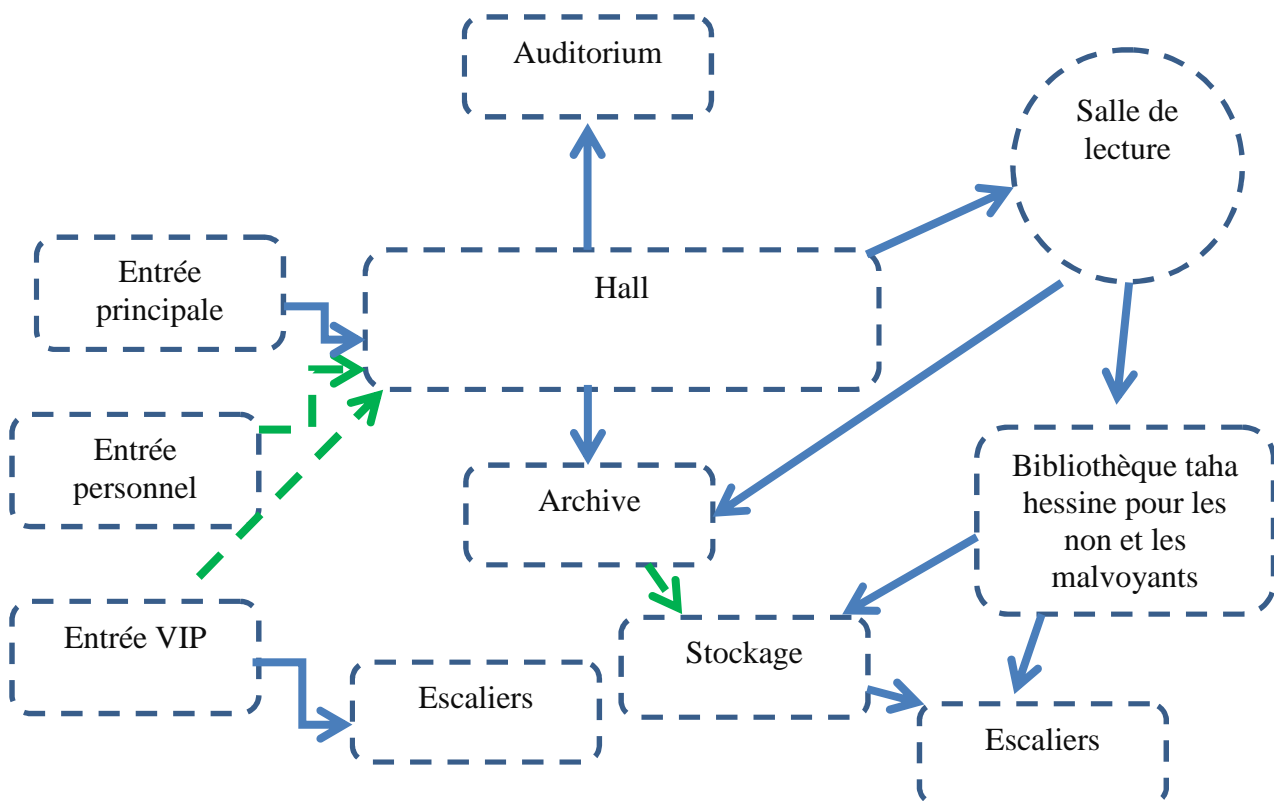 Auditorium
Salle de
lecture
Entrée
principale
Hall
Entrée
personnel
Archive
Bibliothèque taha
hessine pour les
non et les
malvoyants
Entrée VIP
Escaliers
Stockage
Escaliers